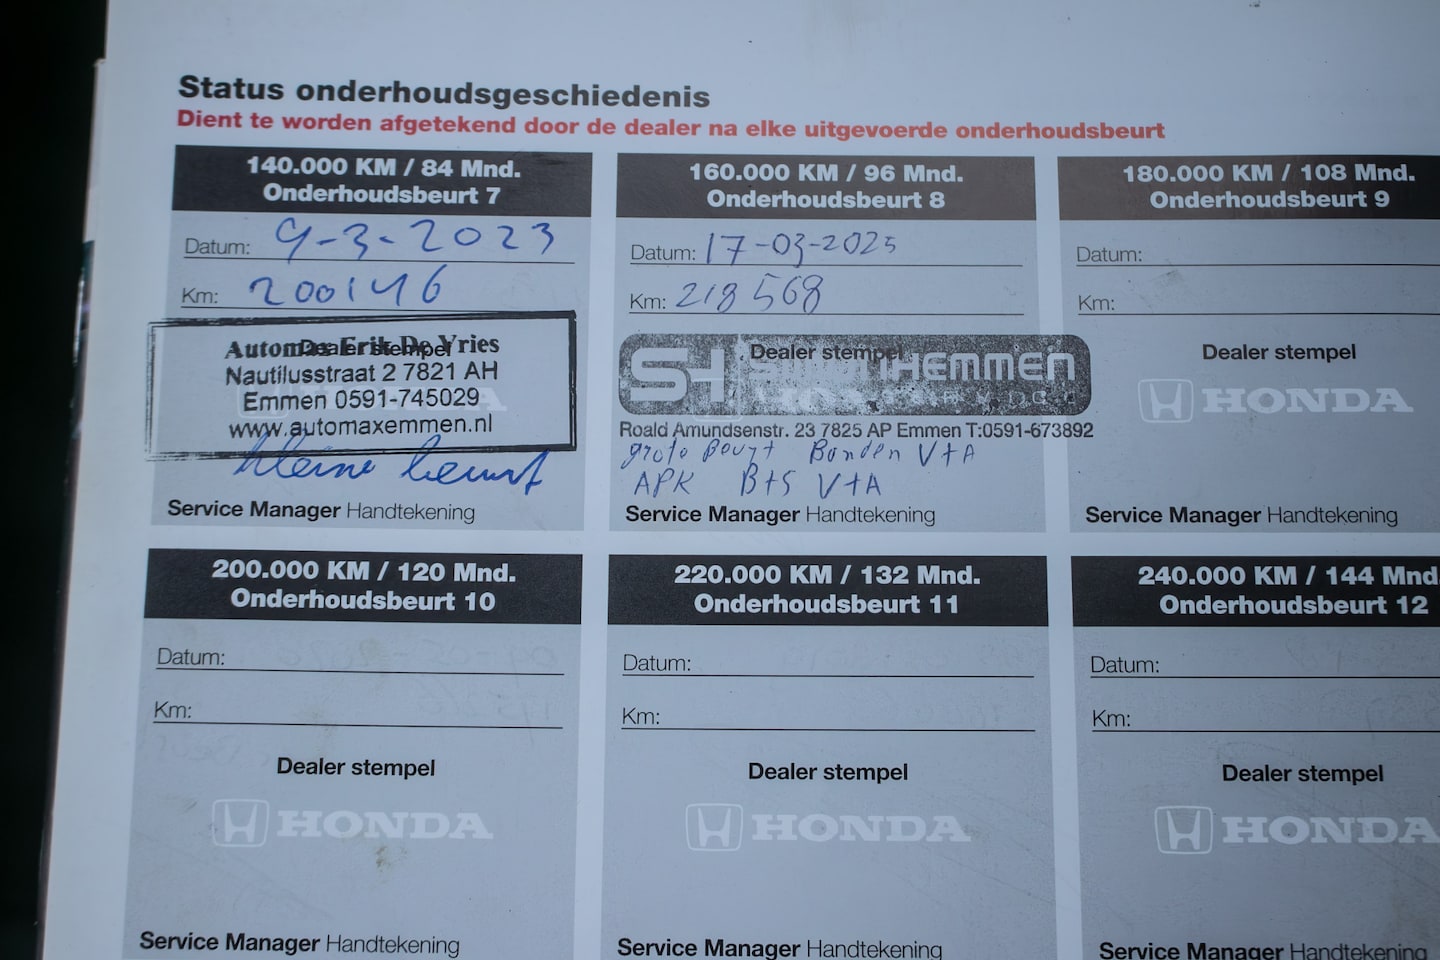 Status onderhoudsgeschiedenis
Dient te worden afgetekend door de dealer na elke uitgevoerde onderhoudsbeurt
140.000 KM / 84 Mnd.
Onderhoudsbeurt 7
Datum: 9-3-2023
Km: 200146
Dealer stempel
Automax Erik De Vries
Nautilusstraat 2 7821 AH
Emmen 0591-745029
www.automaxemmen.nl
kleine beurt
Service Manager Handtekening
160.000 KM / 96 Mnd.
Onderhoudsbeurt 8
Datum: 17-03-2025
Km: 218568
Dealer stempel
SH HEMMEN
Roald Amundsenstr. 23 7825 AP Emmen T:0591-673892
grote Beurt Banden V+A
APK B+S V+A
Service Manager Handtekening
180.000 KM / 108 Mnd.
Onderhoudsbeurt 9
Datum:
Km:
Dealer stempel
HONDA
Service Manager Handtekening
200.000 KM / 120 Mnd.
Onderhoudsbeurt 10
Datum:
Km:
Dealer stempel
HONDA
Service Manager Handtekening
220.000 KM / 132 Mnd.
Onderhoudsbeurt 11
Datum:
Km:
Dealer stempel
HONDA
Service Manager Handtekening
240.000 KM / 144 Mnd
Onderhoudsbeurt 12
Datum:
Km:
Dealer stempel
HONDA
Service Manager Handtekening